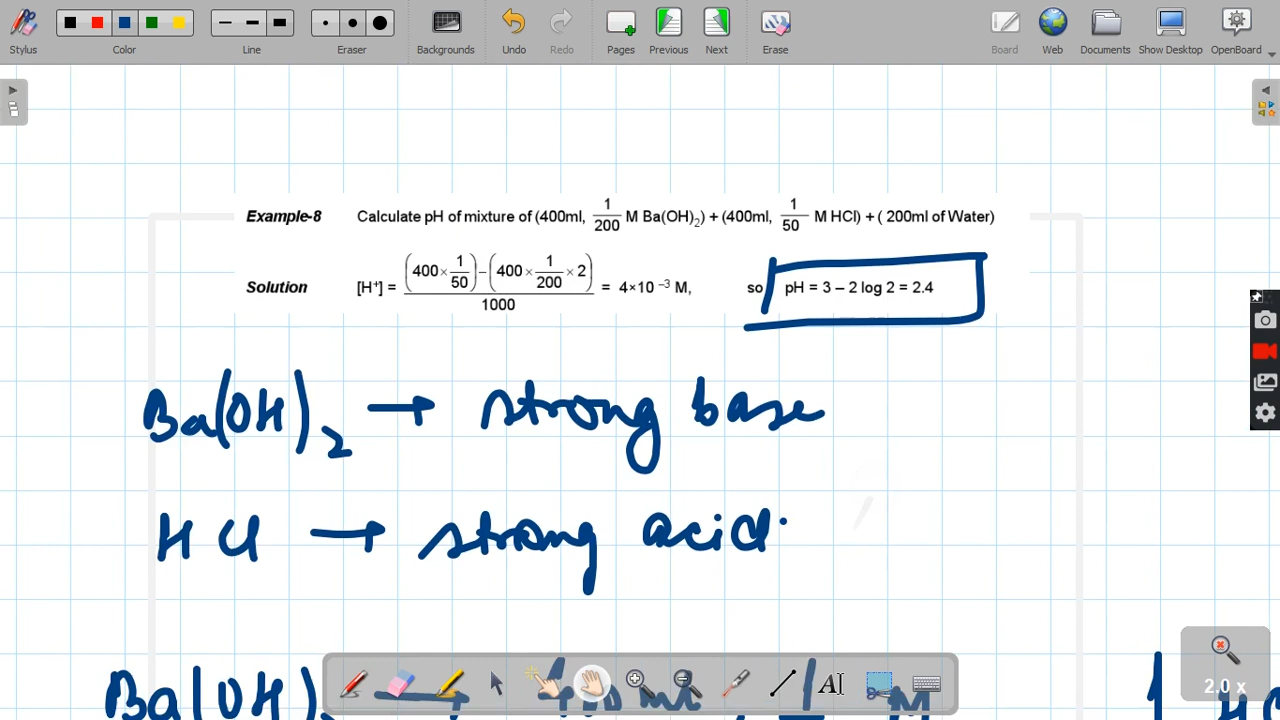 Stylus Color Line Eraser Backgrounds Undo Redo Pages Previous Next Erase Board Web Documents Show Desktop OpenBoard
Example-8 Calculate pH of mixture of (400ml, 1/200 M Ba(OH)₂) + (400ml, 1/50 M HCl) + ( 200ml of Water)
Solution [H⁺] = ((400×1/50)−(400×1/200×2))/1000 = 4×10⁻³ M, so pH = 3 – 2 log 2 = 2.4
Ba(OH)₂ → strong base
HCl → strong acid
Ba(OH)
2.0 x